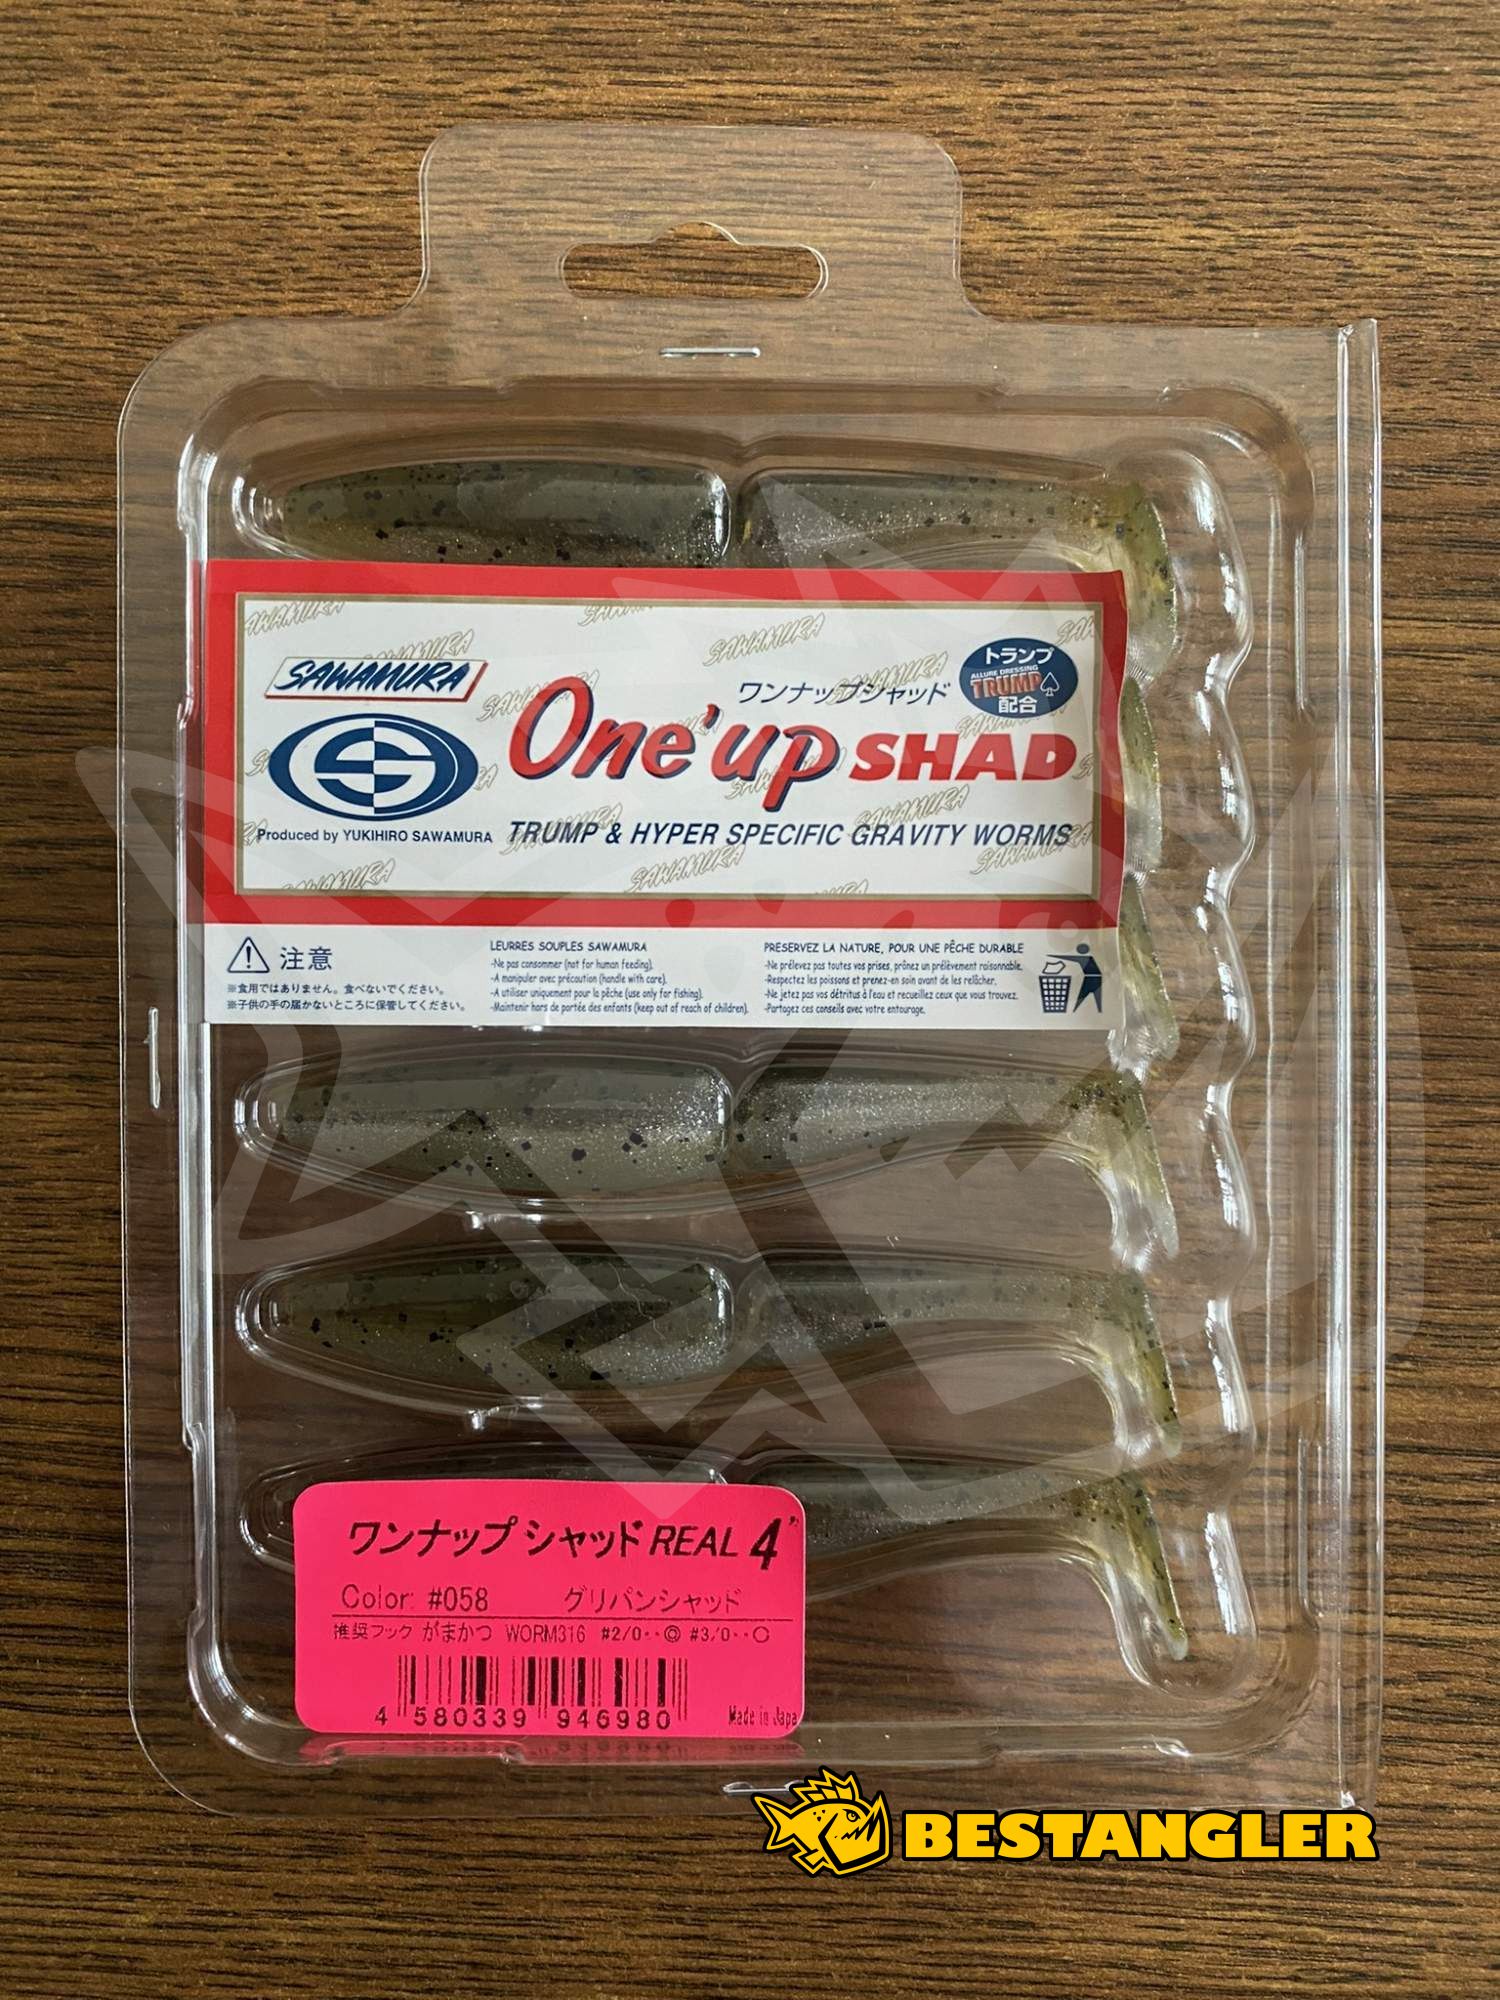 SAWAMURA
ワンナップシャッド
トランプ
ALLURE DRESSING
TRUMP
配合
One'up SHAD
Produced by YUKIHIRO SAWAMURA
TRUMP & HYPER SPECIFIC GRAVITY WORMS
注意
※食用ではありません。食べないでください。
※子供の手の届かないところに保管してください。
LEURRES SOUPLES SAWAMURA
-Ne pas consommer (not for human feeding).
-A manipuler avec précaution (handle with care).
-A utiliser uniquement pour la pêche (use only for fishing).
-Maintenir hors de portée des enfants (keep out of reach of children).
PRESERVEZ LA NATURE, POUR UNE PÊCHE DURABLE
-Ne prélevez pas toutes vos prises, prônez un prélèvement raisonnable.
-Respectez les poissons et prenez-en soin avant de les relâcher.
-Ne jetez pas vos détritus à l'eau et recueillez ceux que vous trouvez.
-Partagez ces conseils avec votre entourage.
ワンナップシャッド REAL 4"
Color: #058 グリパンシャッド
推奨フック がまかつ WORM316 #2/0··◎ #3/0··○
4 580339 946980
Made in Japa
BESTANGLER